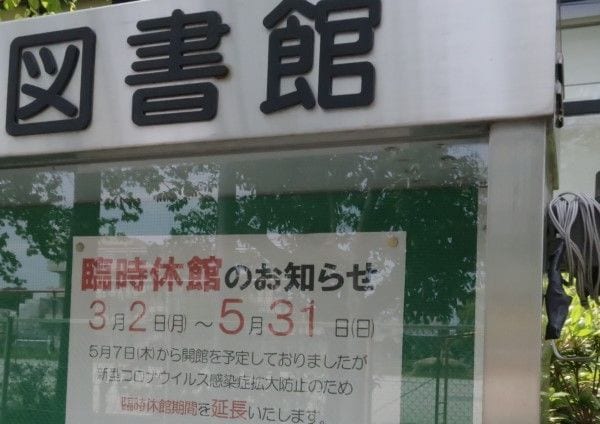 図書館
臨時休館のお知らせ
3月2日(月)～5月31日(日)
5月7日(木)から開館を予定しておりましたが
新型コロナウイルス感染症拡大防止のため
臨時休館期間を延長いたします。